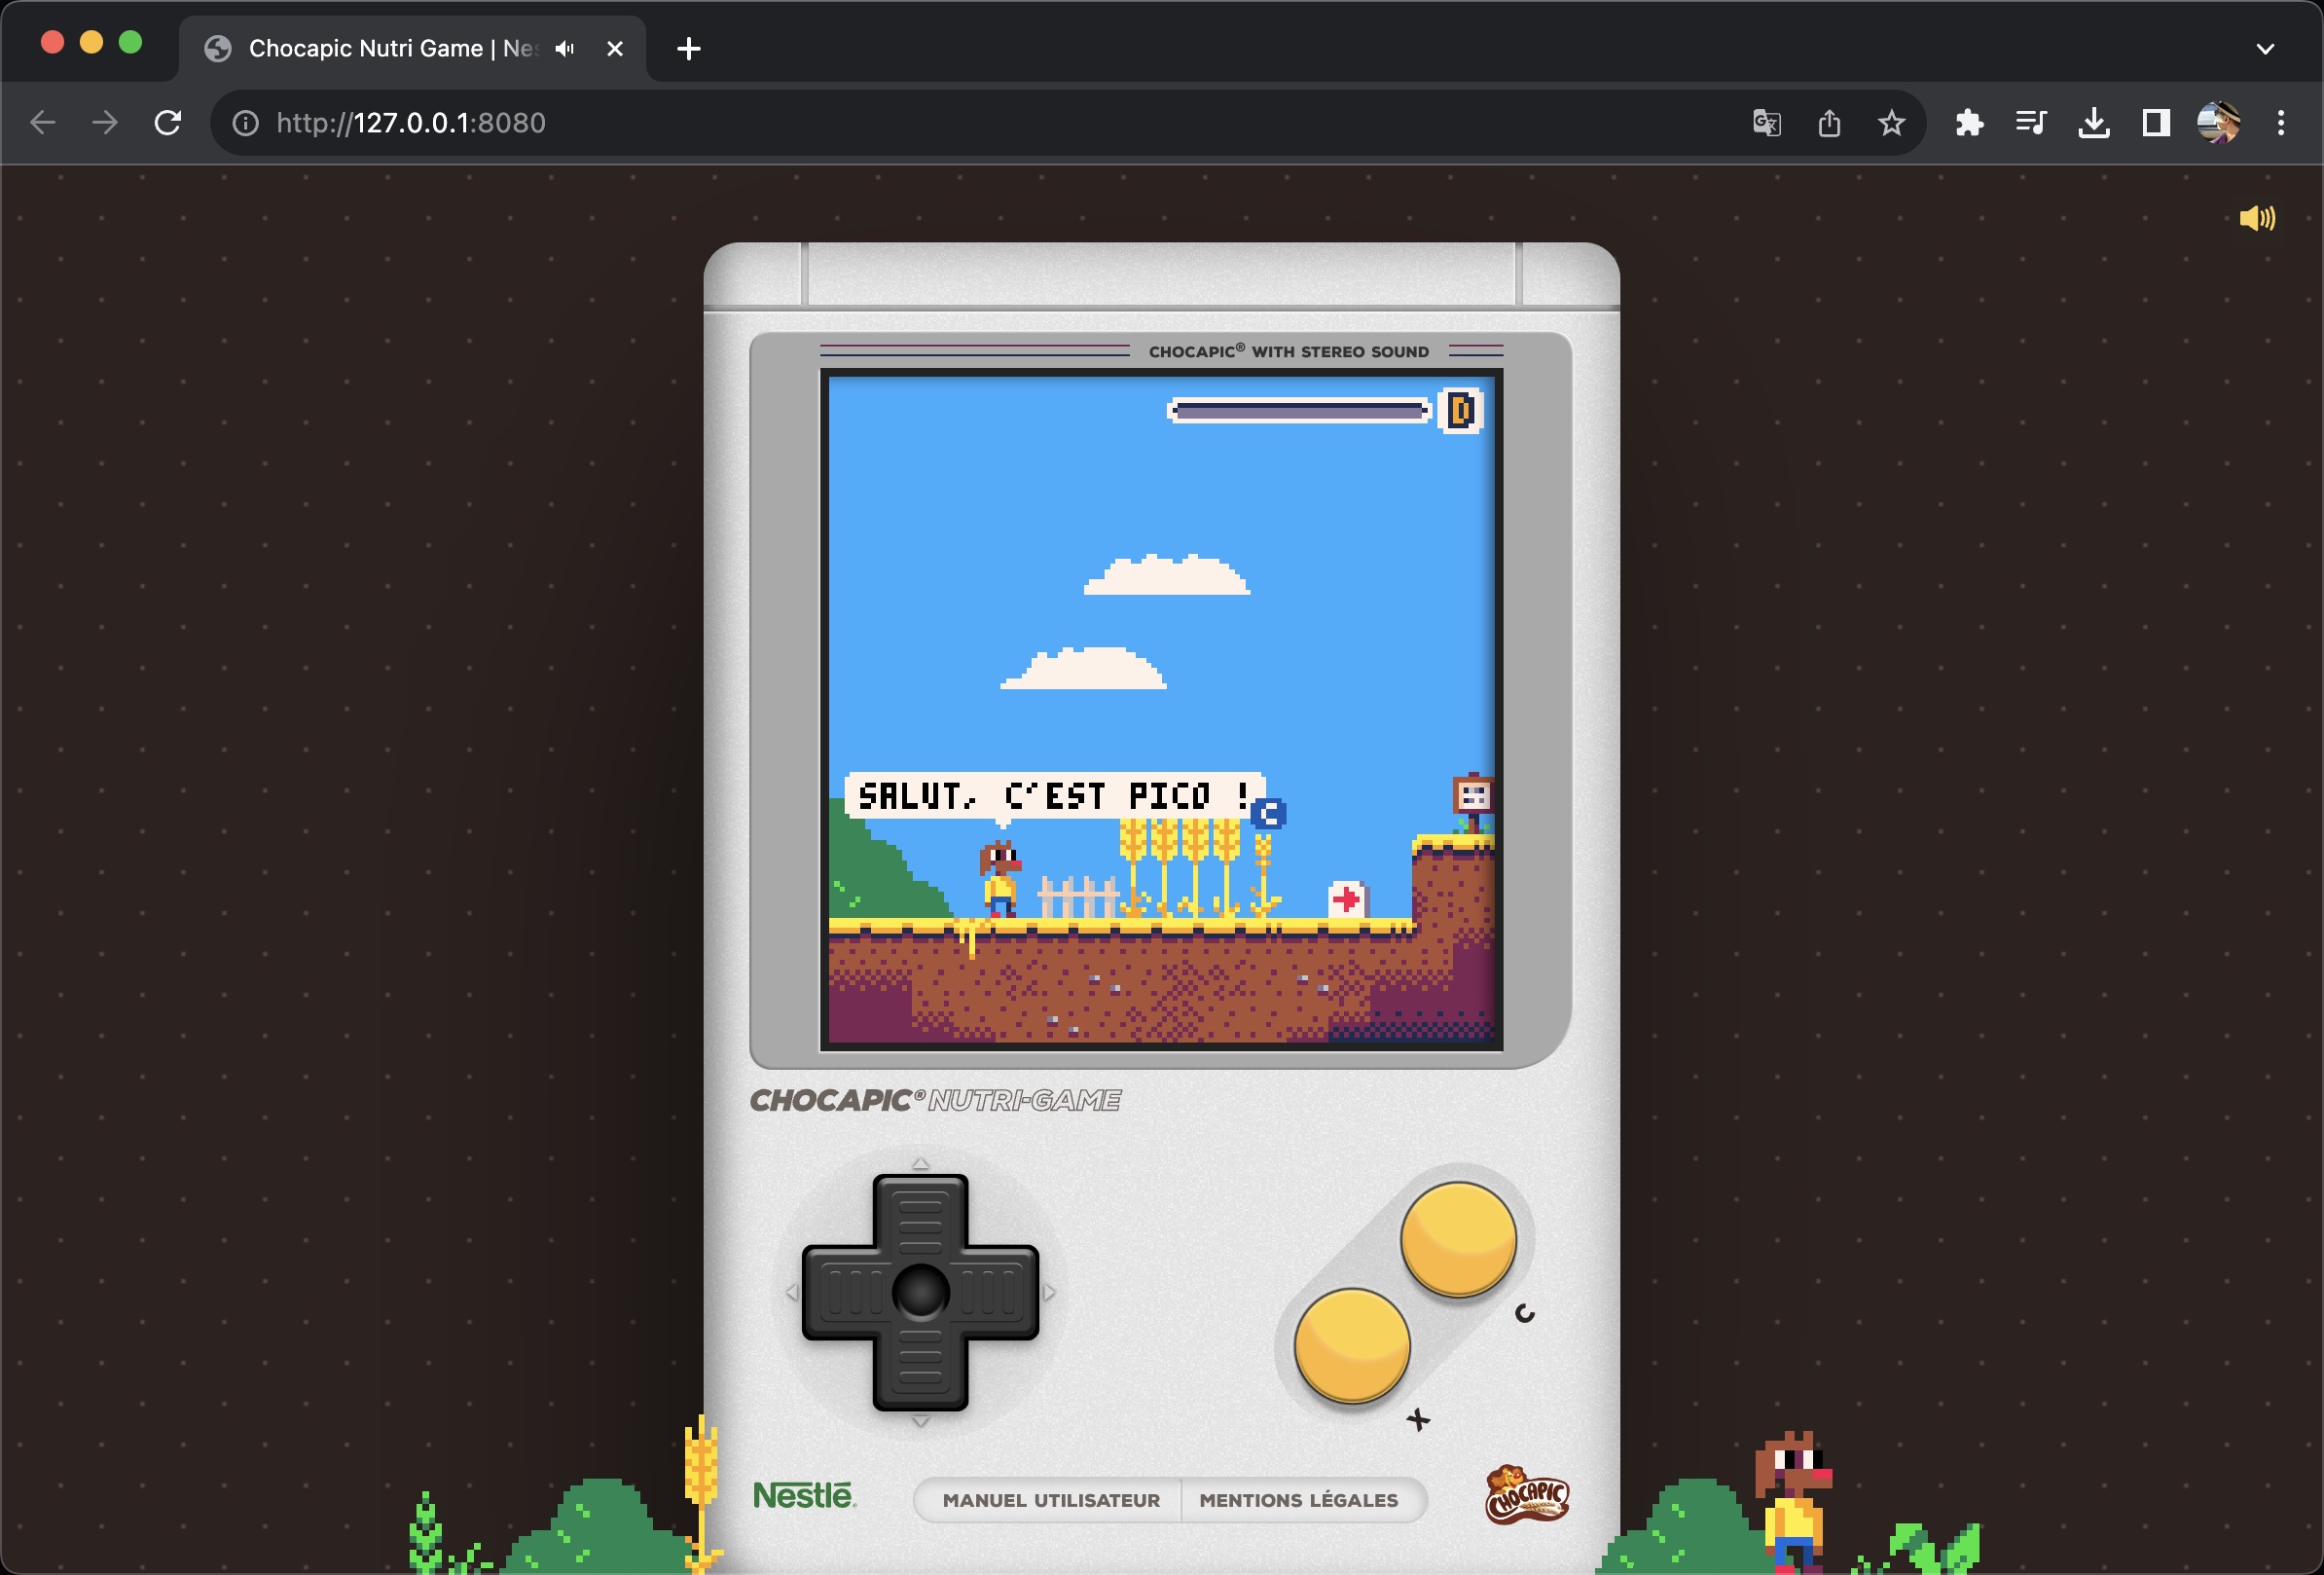 Chocapic Nutri Game | Nes
http://127.0.0.1:8080
CHOCAPIC® WITH STEREO SOUND
D
SALUT, C'EST PICO !
C
CHOCAPIC® NUTRI-GAME
C
X
Nestlé
MANUEL UTILISATEUR
MENTIONS LÉGALES
CHOCAPIC